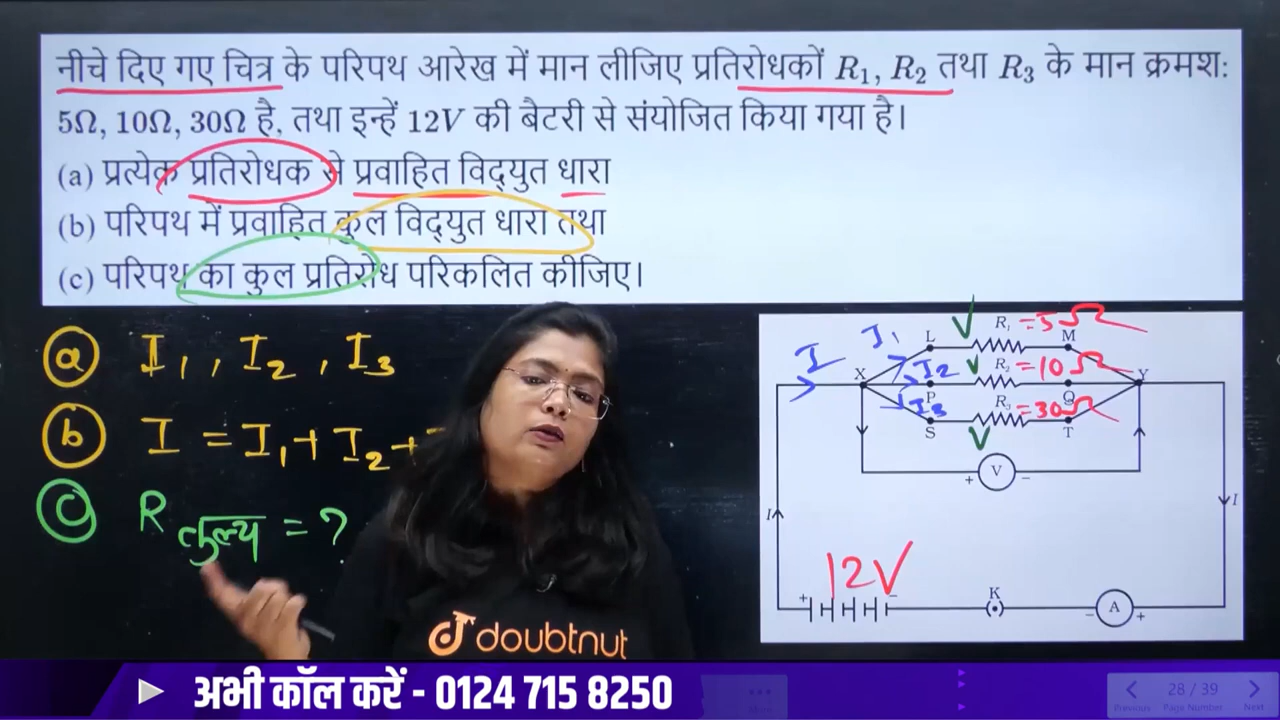 नीचे दिए गए चित्र के परिपथ आरेख में मान लीजिए प्रतिरोधकों R₁, R₂ तथा R₃ के मान क्रमश:
5Ω, 10Ω, 30Ω है, तथा इन्हें 12V की बैटरी से संयोजित किया गया है।
(a) प्रत्येक प्रतिरोधक से प्रवाहित विद्युत धारा
(b) परिपथ में प्रवाहित कुल विद्युत धारा तथा
(c) परिपथ का कुल प्रतिरोध परिकलित कीजिए।
a I₁, I₂, I₃
b I = I₁ + I₂ +
c R तुल्य = ?
I I₁ L R₁ =5Ω M
X I₂ P R₂ =10Ω Q Y
I₃ S R₃ =30Ω T
+ V −
I I
12V
+ − K − A +
doubtnut
अभी कॉल करें - 0124 715 8250
28 / 39
Previous Page Number Next